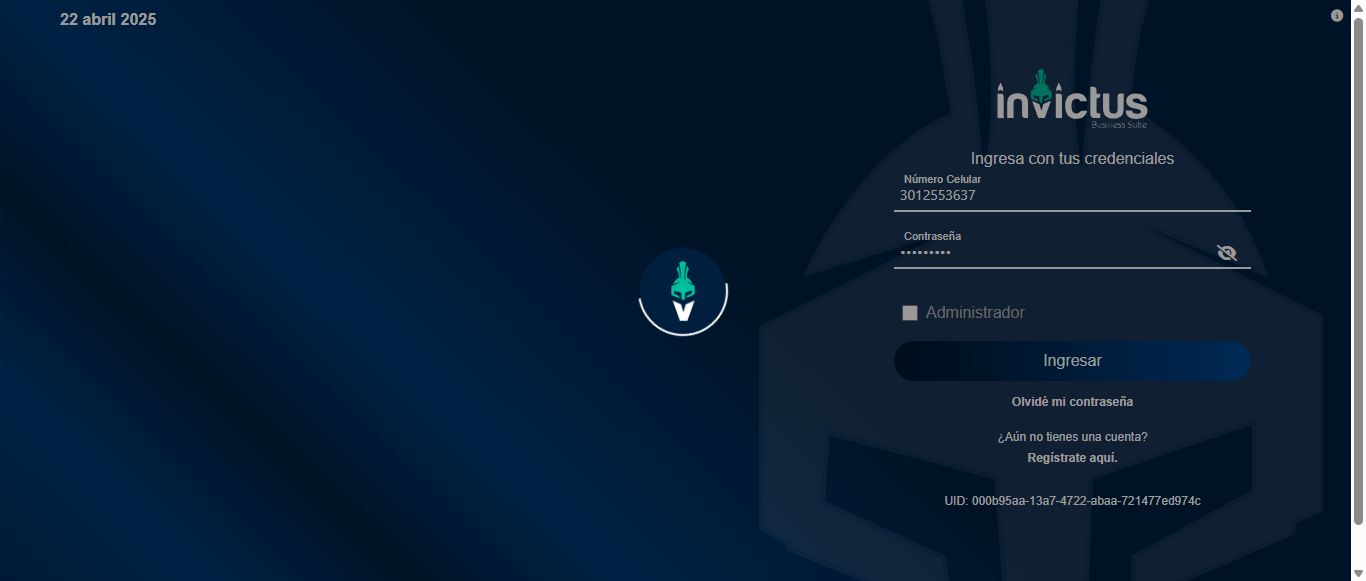 22 abril 2025
invictus
Business Suite
Ingresa con tus credenciales
Número Celular
3012553637
Contraseña
•••••••••
Administrador
Ingresar
Olvidé mi contraseña
¿Aún no tienes una cuenta?
Regístrate aquí.
UID: 000b95aa-13a7-4722-abaa-721477ed974c